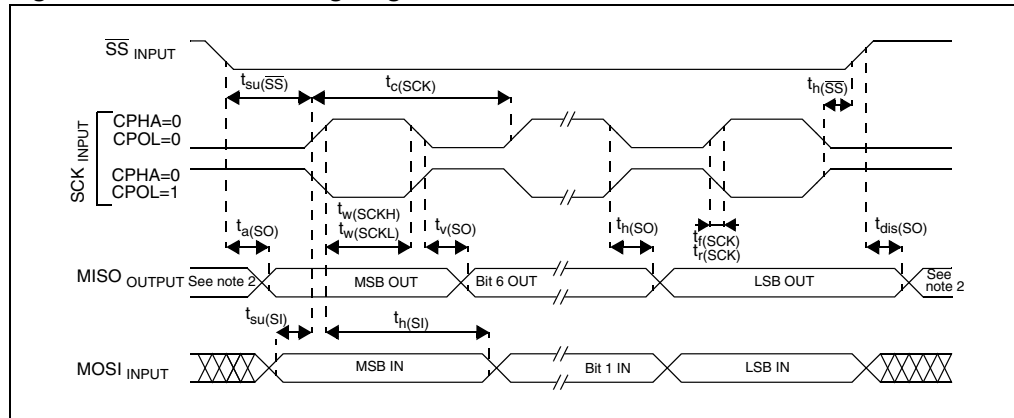 SS INPUT
tsu(SS)
tc(SCK)
th(SS)
SCK INPUT
CPHA=0
CPOL=0
CPHA=0
CPOL=1
tw(SCKH)
tw(SCKL)
ta(SO)
tv(SO)
th(SO)
tf(SCK)
tr(SCK)
tdis(SO)
MISO OUTPUT
See note 2
MSB OUT
Bit 6 OUT
LSB OUT
See
note 2
tsu(SI)
th(SI)
MOSI INPUT
MSB IN
Bit 1 IN
LSB IN